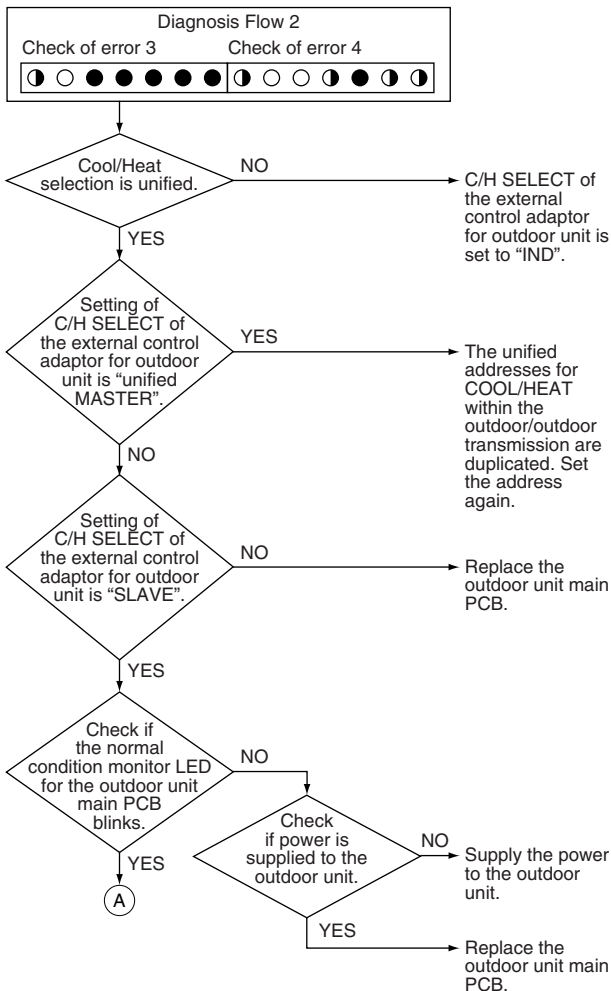 Diagnosis Flow 2
Check of error 3
Check of error 4
Cool/Heat
selection is unified.
NO
C/H SELECT of
the external
control adaptor
for outdoor unit is
set to “IND”.
YES
Setting of
C/H SELECT of
the external control
adaptor for outdoor
unit is “unified
MASTER”.
YES
The unified
addresses for
COOL/HEAT
within the
outdoor/outdoor
transmission are
duplicated. Set
the address
again.
NO
Setting of
C/H SELECT of
the external control
adaptor for outdoor
unit is “SLAVE”.
NO
Replace the
outdoor unit main
PCB.
YES
Check if
the normal
condition monitor LED
for the outdoor unit
main PCB
blinks.
NO
YES
A
Check
if power is
supplied to the
outdoor unit.
NO
Supply the power
to the outdoor
unit.
YES
Replace the
outdoor unit main
PCB.